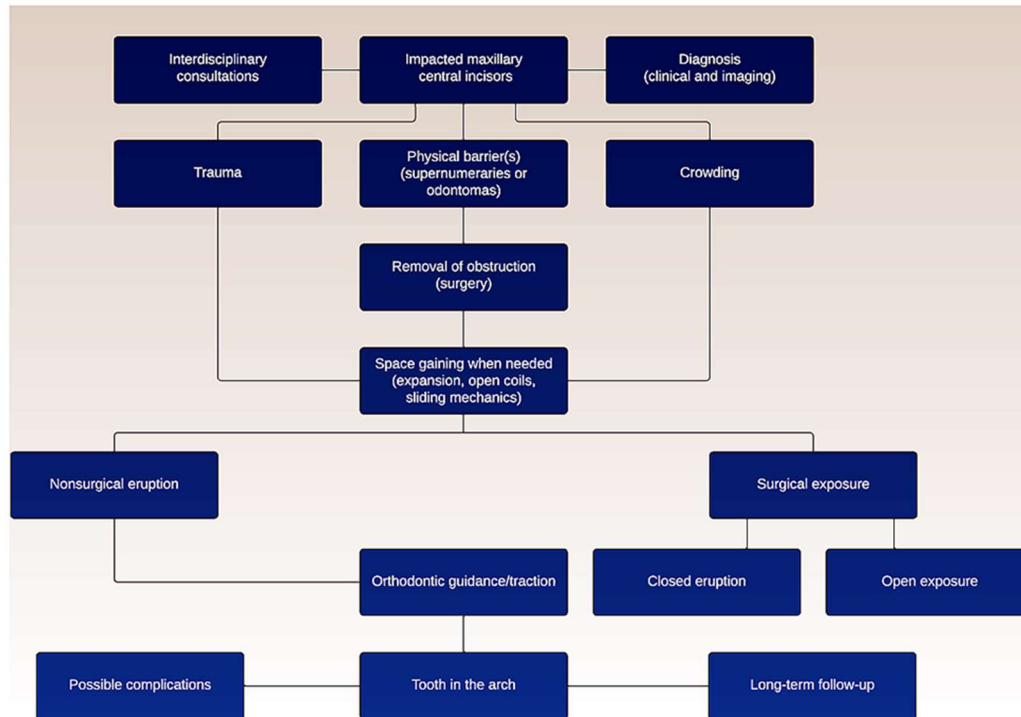 Interdisciplinary
consultations
Impacted maxillary
central incisors
Diagnosis
(clinical and imaging)
Trauma
Physical barrier(s)
(supernumeraries or
odontomas)
Crowding
Removal of obstruction
(surgery)
Space gaining when needed
(expansion, open coils,
sliding mechanics)
Nonsurgical eruption
Surgical exposure
Orthodontic guidance/traction
Closed eruption
Open exposure
Possible complications
Tooth in the arch
Long-term follow-up